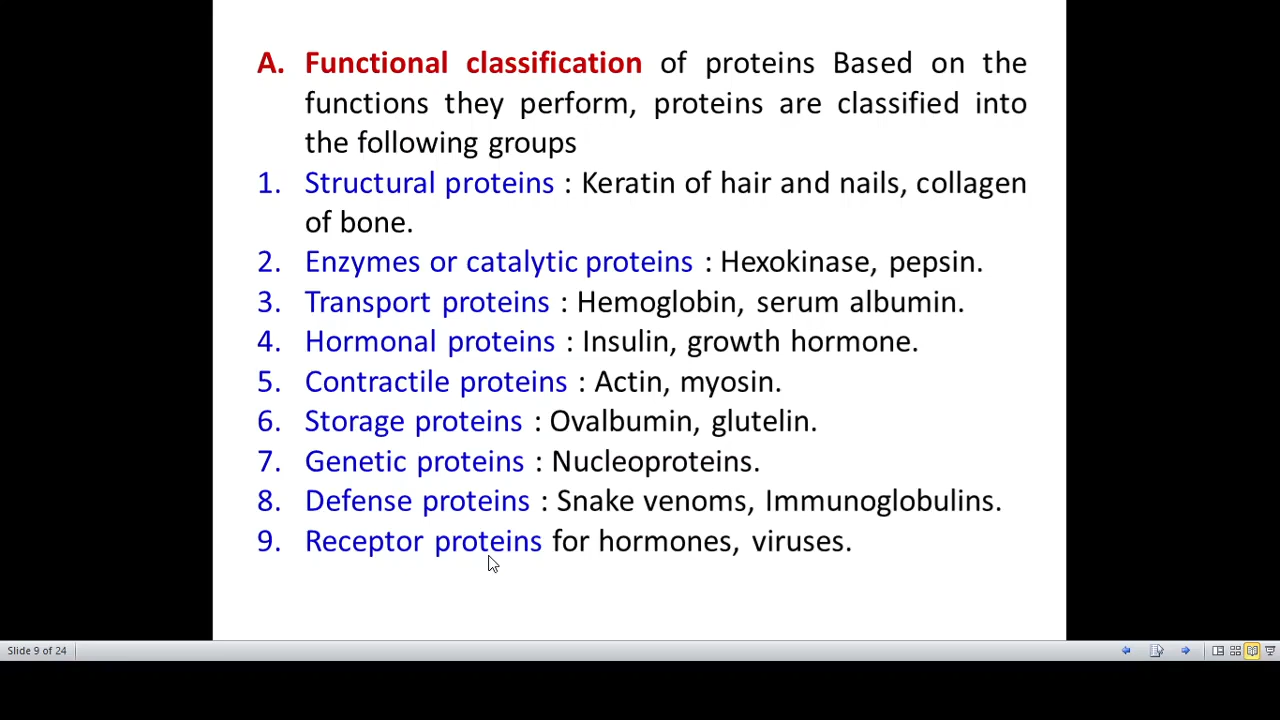 A. Functional classification of proteins Based on the
functions they perform, proteins are classified into
the following groups
1. Structural proteins : Keratin of hair and nails, collagen
of bone.
2. Enzymes or catalytic proteins : Hexokinase, pepsin.
3. Transport proteins : Hemoglobin, serum albumin.
4. Hormonal proteins : Insulin, growth hormone.
5. Contractile proteins : Actin, myosin.
6. Storage proteins : Ovalbumin, glutelin.
7. Genetic proteins : Nucleoproteins.
8. Defense proteins : Snake venoms, Immunoglobulins.
9. Receptor proteins for hormones, viruses.
Slide 9 of 24